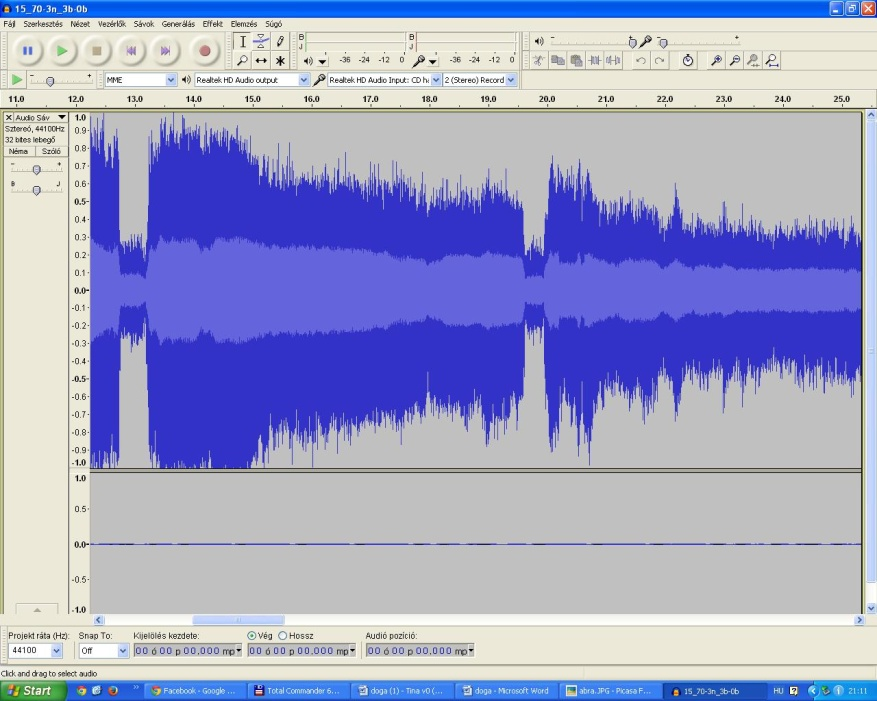 15_70-3n_3b-0b
Fájl Szerkesztés Nézet Vezérlők Sávok Generálás Effekt Elemzés Súgó
B
J
-36 -24 -12 0
B
J
-36 -24 -12 0
- +
- +
- + MME Realtek HD Audio output Realtek HD Audio Input: CD 2 (Stereo) Record
11.0 12.0 13.0 14.0 15.0 16.0 17.0 18.0 19.0 20.0 21.0 22.0 23.0 24.0 25.0
Audio Sáv
Sztereó, 44100Hz
32 bites lebegő
Néma Szóló
- +
B J
1.0
0.9
0.8
0.7
0.6
0.5
0.4
0.3
0.2
0.1
0.0
-0.1
-0.2
-0.3
-0.4
-0.5
-0.6
-0.7
-0.8
-0.9
-1.0
1.0
0.5
0.0
-0.5
-1.0
Projekt ráta (Hz): Snap To: Kijelölés kezdete: Vég Hossz Audió pozíció:
44100 Off 00 ó 00 p 00,000 mp 00 ó 00 p 00,000 mp 00 ó 00 p 00,000 mp
Click and drag to select audio
Start Facebook - Google ... Total Commander 6... doga (1) - Tina v0 (... doga - Microsoft Word abra.JPG - Picasa F... 15_70-3n_3b-0b HU 21:11